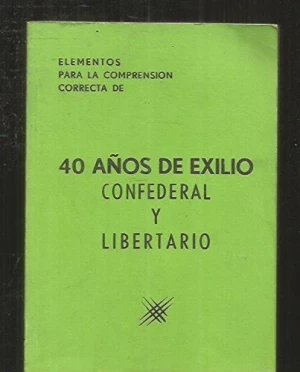 ELEMENTOS
PARA LA COMPRENSION
CORRECTA DE
40 AÑOS DE EXILIO
CONFEDERAL
Y
LIBERTARIO